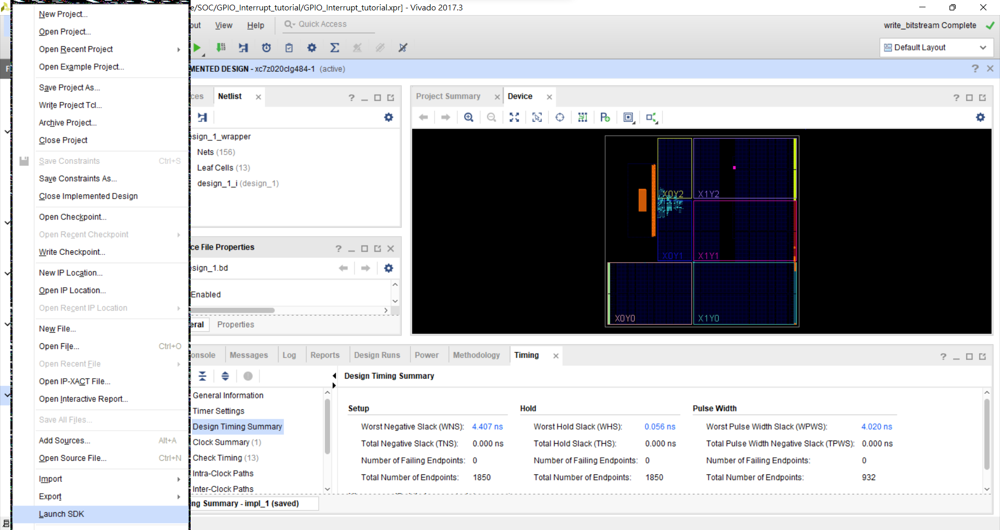 e/SOC/GPIO_Interrupt_tutorial/GPIO_Interrupt_tutorial.xpr] - Vivado 2017.3
New Project...
Open Project...
Open Recent Project
Open Example Project...
Save Project As...
Write Project Tcl...
Archive Project...
Close Project
Save Constraints Ctrl+S
Save Constraints As...
Close Implemented Design
Open Checkpoint...
Open Recent Checkpoint
Write Checkpoint...
New IP Location...
Open IP Location...
Open Recent IP Location
New File...
Open File... Ctrl+O
Open Recent File
Open IP-XACT File...
Open Interactive Report...
Save All Files...
Add Sources... Alt+A
Open Source File... Ctrl+N
Import
Export
Launch SDK
out View Help Quick Access
write_bitstream Complete
Default Layout
F
MENTED DESIGN - xc7z020clg484-1 (active)
ces Netlist
sign_1_wrapper
Nets (156)
Leaf Cells (13)
design_1_i (design_1)
ce File Properties
sign_1.bd
Enabled
eral Properties
Project Summary Device
X0Y2 X1Y2
X0Y1 X1Y1
X0Y0 X1Y0
onsole Messages Log Reports Design Runs Power Methodology Timing
Design Timing Summary
General Information
Timer Settings
Design Timing Summary
Clock Summary (1)
Check Timing (13)
Intra-Clock Paths
Inter-Clock Paths
Setup Hold Pulse Width
Worst Negative Slack (WNS): 4.407 ns Worst Hold Slack (WHS): 0.056 ns Worst Pulse Width Slack (WPWS): 4.020 ns
Total Negative Slack (TNS): 0.000 ns Total Hold Slack (THS): 0.000 ns Total Pulse Width Negative Slack (TPWS): 0.000 ns
Number of Failing Endpoints: 0 Number of Failing Endpoints: 0 Number of Failing Endpoints: 0
Total Number of Endpoints: 1850 Total Number of Endpoints: 1850 Total Number of Endpoints: 932
ing Summary - impl_1 (saved)